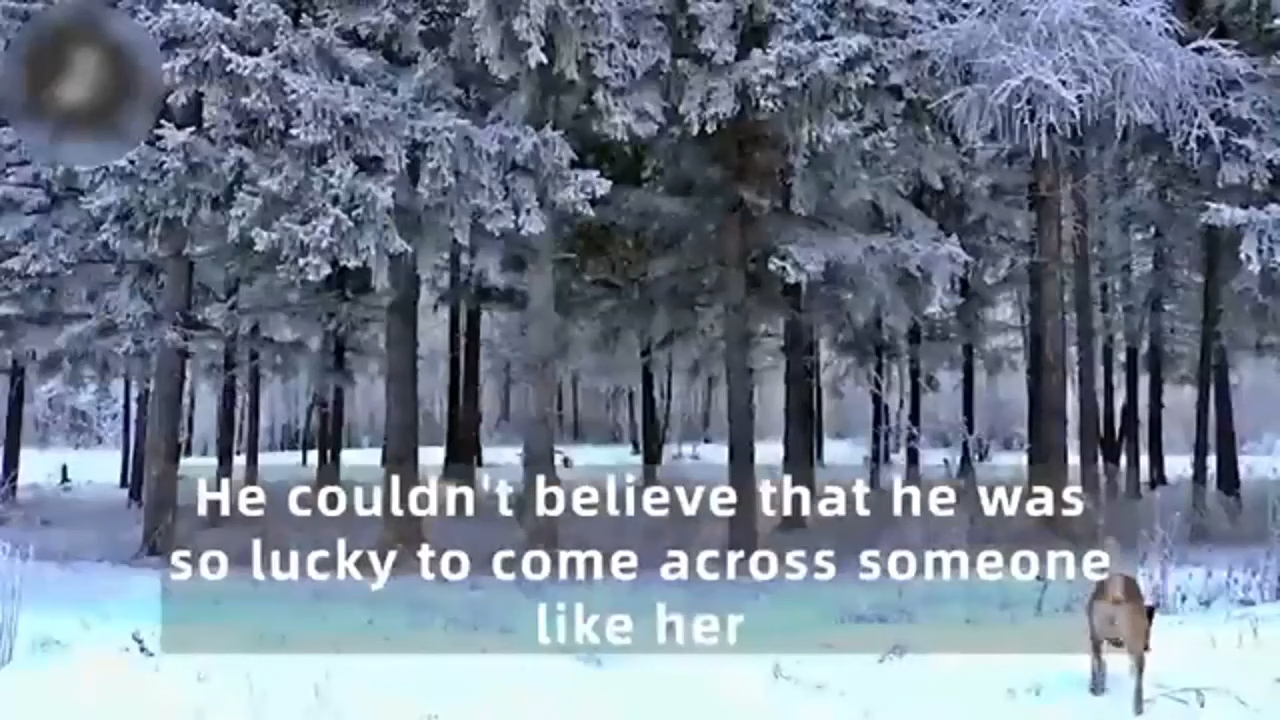 He couldn't believe that he was
so lucky to come across someone
like her